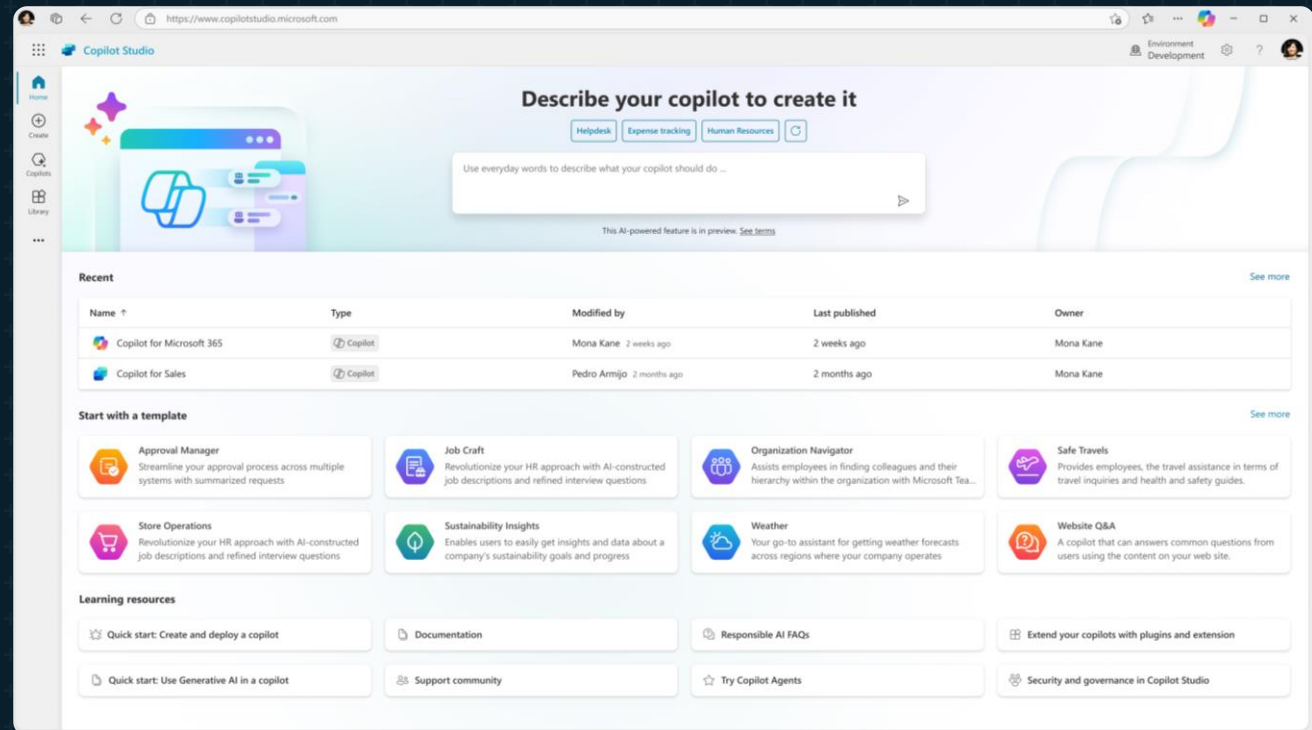 https://www.copilotstudio.microsoft.com
Copilot Studio
Environment
Development
?
Home
Create
Copilots
Library
Describe your copilot to create it
Helpdesk
Expense tracking
Human Resources
Use everyday words to describe what your copilot should do ...
This AI-powered feature is in preview. See terms
Recent
See more
Name ↑ Type Modified by Last published Owner
Copilot for Microsoft 365 Copilot Mona Kane 2 weeks ago 2 weeks ago Mona Kane
Copilot for Sales Copilot Pedro Armijo 2 months ago 2 months ago Mona Kane
Start with a template
See more
Approval Manager
Streamline your approval process across multiple
systems with summarized requests
Job Craft
Revolutionize your HR approach with AI-constructed
job descriptions and refined interview questions
Organization Navigator
Assists employees in finding colleagues and their
hierarchy within the organization with Microsoft Tea...
Safe Travels
Provides employees, the travel assistance in terms of
travel inquiries and health and safety guides.
Store Operations
Revolutionize your HR approach with AI-constructed
job descriptions and refined interview questions
Sustainability Insights
Enables users to easily get insights and data about a
company's sustainability goals and progress
Weather
Your go-to assistant for getting weather forecasts
across regions where your company operates
Website Q&A
A copilot that can answers common questions from
users using the content on your web site.
Learning resources
Quick start: Create and deploy a copilot
Documentation
Responsible AI FAQs
Extend your copilots with plugins and extension
Quick start: Use Generative AI in a copilot
Support community
Try Copilot Agents
Security and governance in Copilot Studio